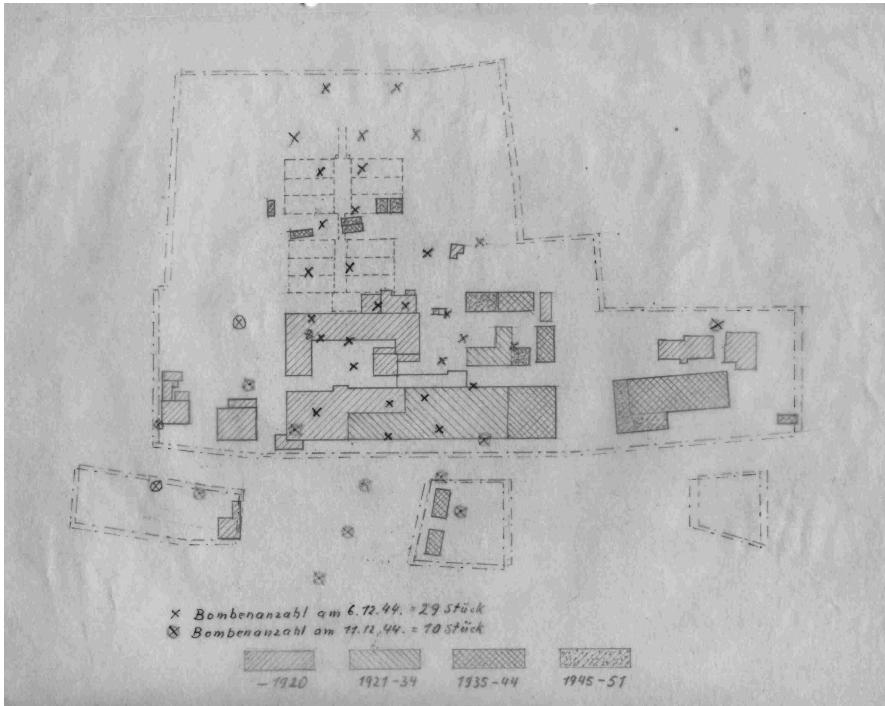 × Bombenanzahl am 6.12.44. = 29 Stück
⊗ Bombenanzahl am 11.12.44. = 10 Stück
– 1920 1921-34 1935-44 1945-51